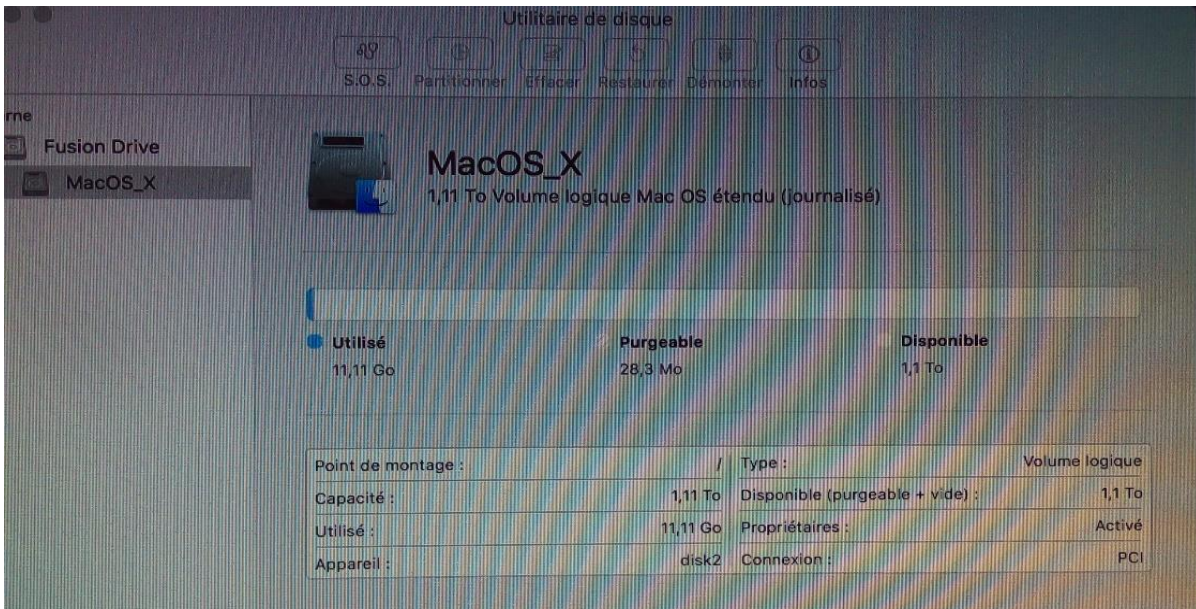 Utilitaire de disque
S.O.S. Partitionner Effacer Restaurer Démonter Infos
rne
Fusion Drive
MacOS_X
MacOS_X
1,11 To Volume logique Mac OS étendu (journalisé)
Utilisé Purgeable Disponible
11,11 Go 28,3 Mo 1,1 To
Point de montage : / Type : Volume logique
Capacité : 1,11 To Disponible (purgeable + vide) : 1,1 To
Utilisé : 11,11 Go Propriétaires : Activé
Appareil : disk2 Connexion : PCI